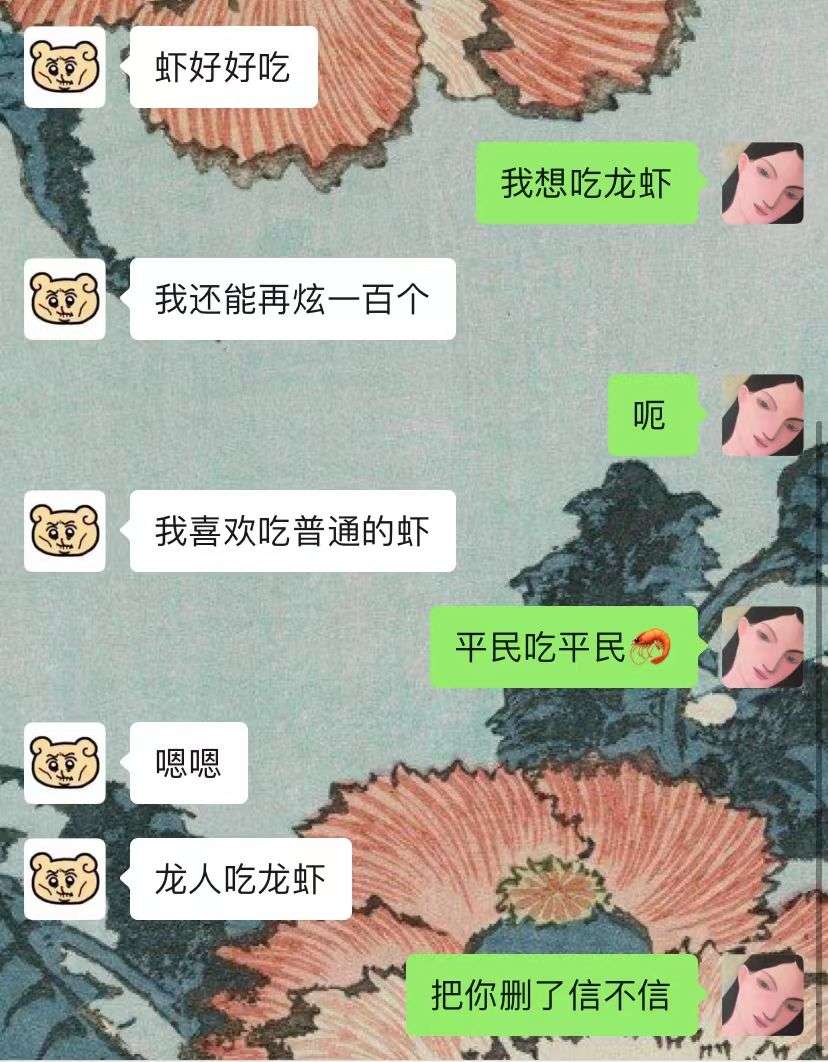 虾好好吃
我想吃龙虾
我还能再炫一百个
呃
我喜欢吃普通的虾
平民吃平民🦐
嗯嗯
龙人吃龙虾
把你删了信不信